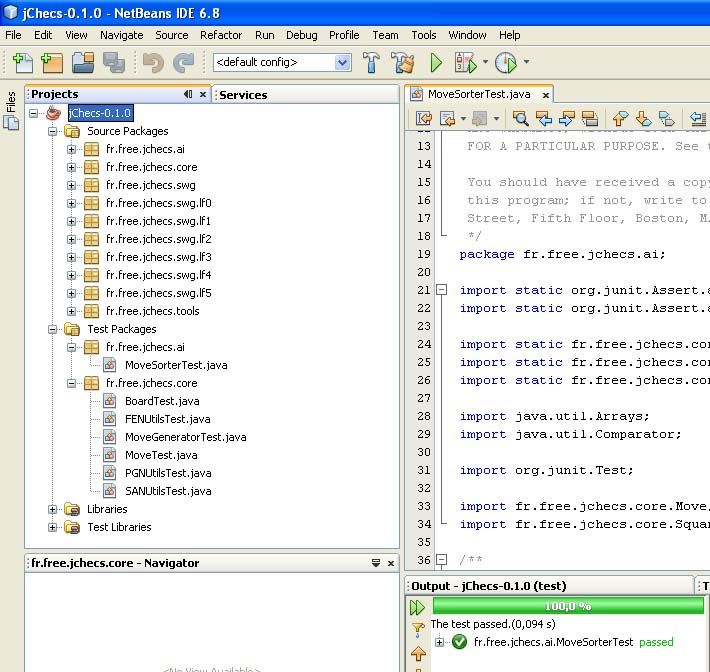 jChecs-0.1.0 - NetBeans IDE 6.8
File Edit View Navigate Source Refactor Run Debug Profile Team Tools Window Help
<default config>
Files
Projects
Services
jChecs-0.1.0
Source Packages
fr.free.jchecs.ai
fr.free.jchecs.core
fr.free.jchecs.swg
fr.free.jchecs.swg.lf0
fr.free.jchecs.swg.lf1
fr.free.jchecs.swg.lf2
fr.free.jchecs.swg.lf3
fr.free.jchecs.swg.lf4
fr.free.jchecs.swg.lf5
fr.free.jchecs.tools
Test Packages
fr.free.jchecs.ai
MoveSorterTest.java
fr.free.jchecs.core
BoardTest.java
FENUtilsTest.java
MoveGeneratorTest.java
MoveTest.java
PGNUtilsTest.java
SANUtilsTest.java
Libraries
Test Libraries
fr.free.jchecs.core - Navigator
<No View Available>
MoveSorterTest.java
13 FOR A PARTICULAR PURPOSE. See t
14
15 You should have received a copy
16 this program; if not, write to
17 Street, Fifth Floor, Boston, M
18 */
19 package fr.free.jchecs.ai;
20
21 import static org.junit.Assert.a
22 import static org.junit.Assert.a
23
24 import static fr.free.jchecs.cor
25 import static fr.free.jchecs.cor
26 import static fr.free.jchecs.cor
27
28 import java.util.Arrays;
29 import java.util.Comparator;
30
31 import org.junit.Test;
32
33 import fr.free.jchecs.core.Move;
34 import fr.free.jchecs.core.Squar
35
36 /**
Output - jChecs-0.1.0 (test)
100,0 %
The test passed.(0,094 s)
fr.free.jchecs.ai.MoveSorterTest passed